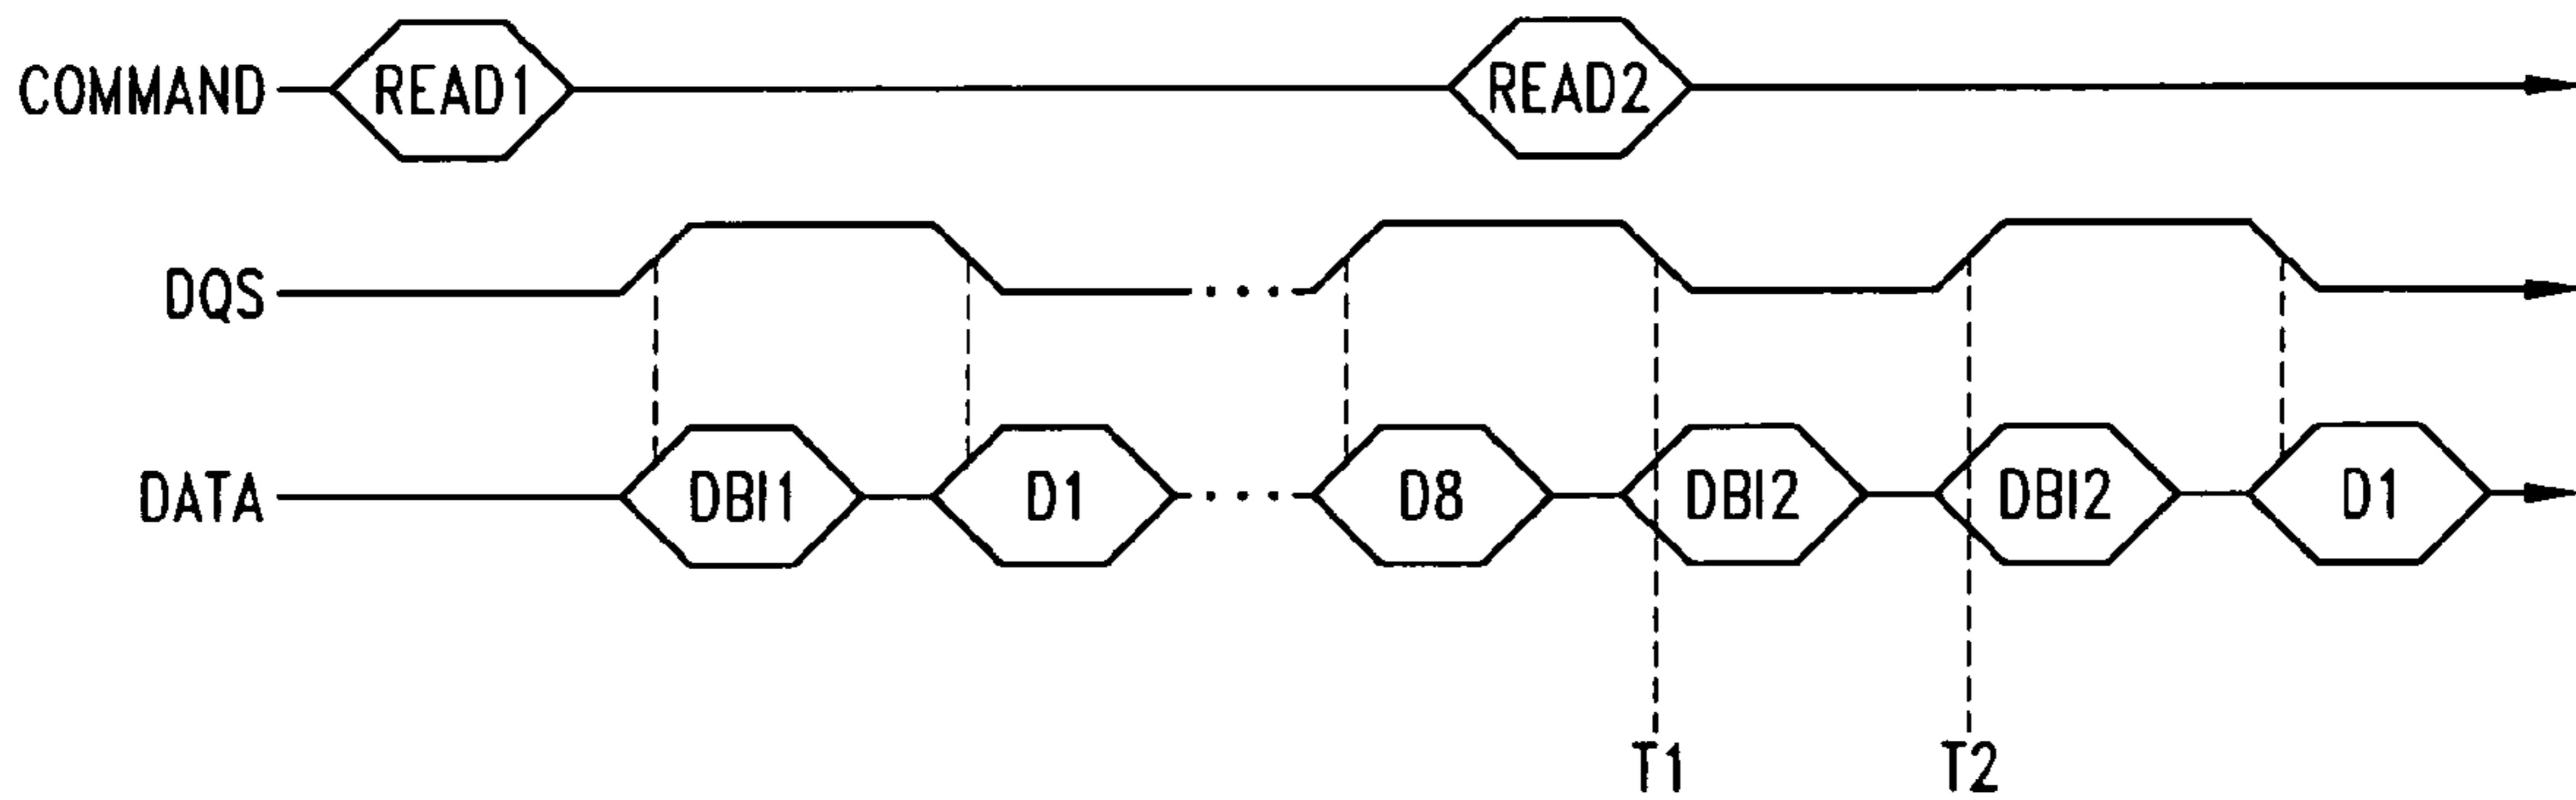 COMMAND READ1 READ2
DQS
DATA DBI1 D1 D8 DBI2 DBI2 D1
T1 T2